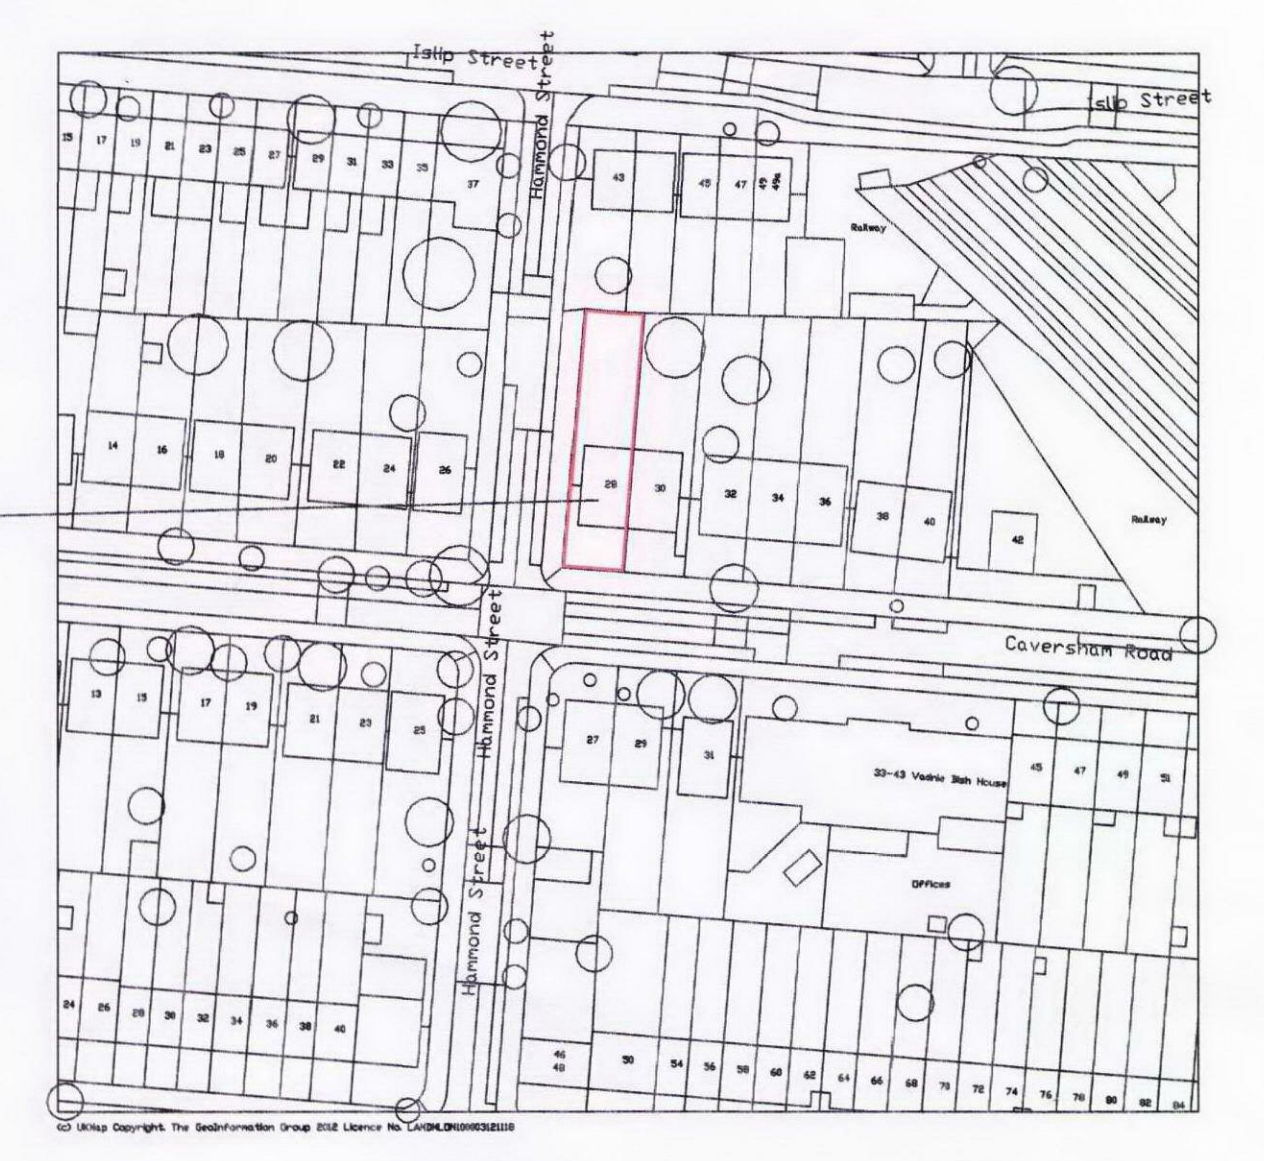 Islip Street
Hammond Street
Islip Street
15 17 19 21 23 25 27 29 31 33 35 37
43 45 47 49 49a
Railway
14 16 18 20 22 24 26
28 30 32 34 36 38 40 42
Railway
Hammond Street
Caversham Road
13 15 17 19 21 23 25
27 29 31
33-43 Vadnie Bish House
45 47 49 51
Offices
Hammond Street
24 26 28 30 32 34 36 38 40
46
48
50 54 56 58 60 62 64 66 68 70 72 74 76 78 80 82 84
(c) UKMap Copyright. The GeoInformation Group 2012 Licence No. LANDMLON100003121118